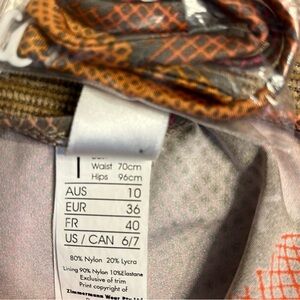 1
Waist 70cm
Hips 96cm
AUS 10
EUR 36
FR 40
US / CAN 6/7
80% Nylon 20% Lycra
Lining 90% Nylon 10% Elastane
Exclusive of trim
Print copyright of
Zimmermann Wear Pty Ltd